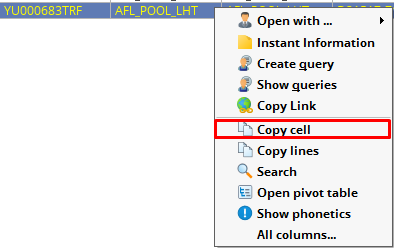 YU000683TRF AFL_POOL_LHT
Open with ...
Instant Information
Create query
Show queries
Copy Link
Copy cell
Copy lines
Search
Open pivot table
Show phonetics
All columns...